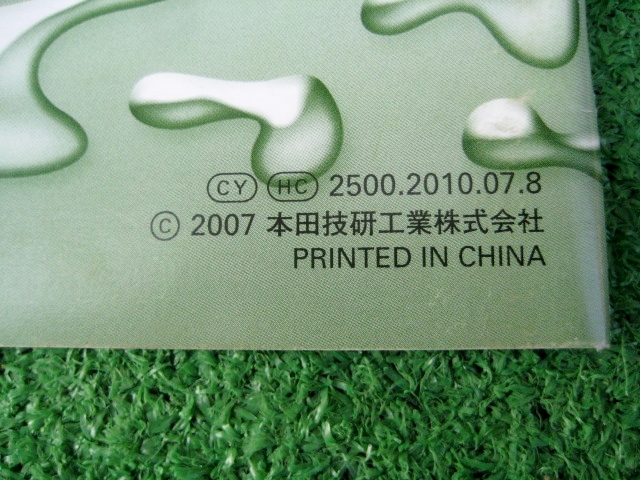 CY HC 2500.2010.07.8
© 2007 本田技研工業株式会社
PRINTED IN CHINA